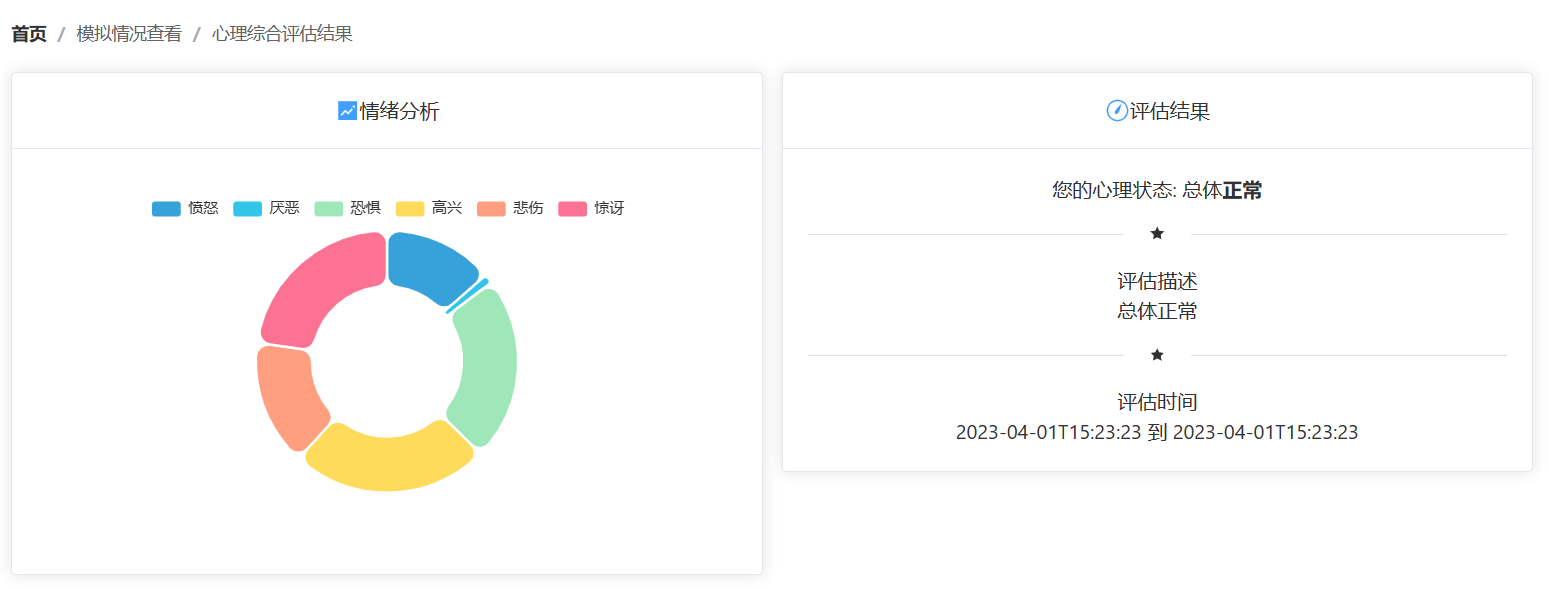 首页 / 模拟情况查看 / 心理综合评估结果
情绪分析
愤怒 厌恶 恐惧 高兴 悲伤 惊讶
评估结果
您的心理状态: 总体正常
评估描述
总体正常
评估时间
2023-04-01T15:23:23 到 2023-04-01T15:23:23